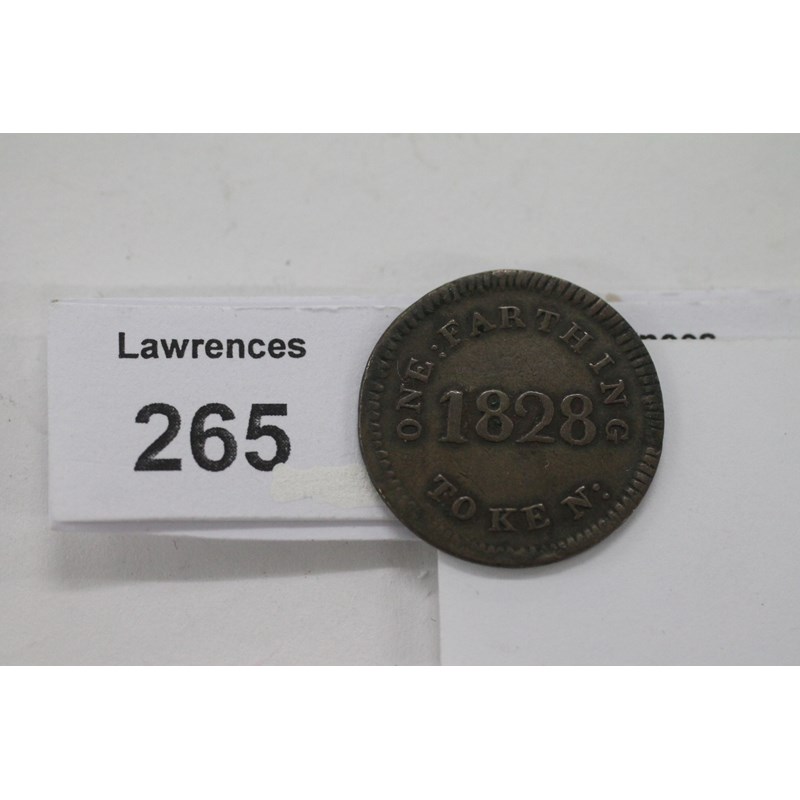 Lawrences
265
ONE : FARTHING
1828
TOKEN :